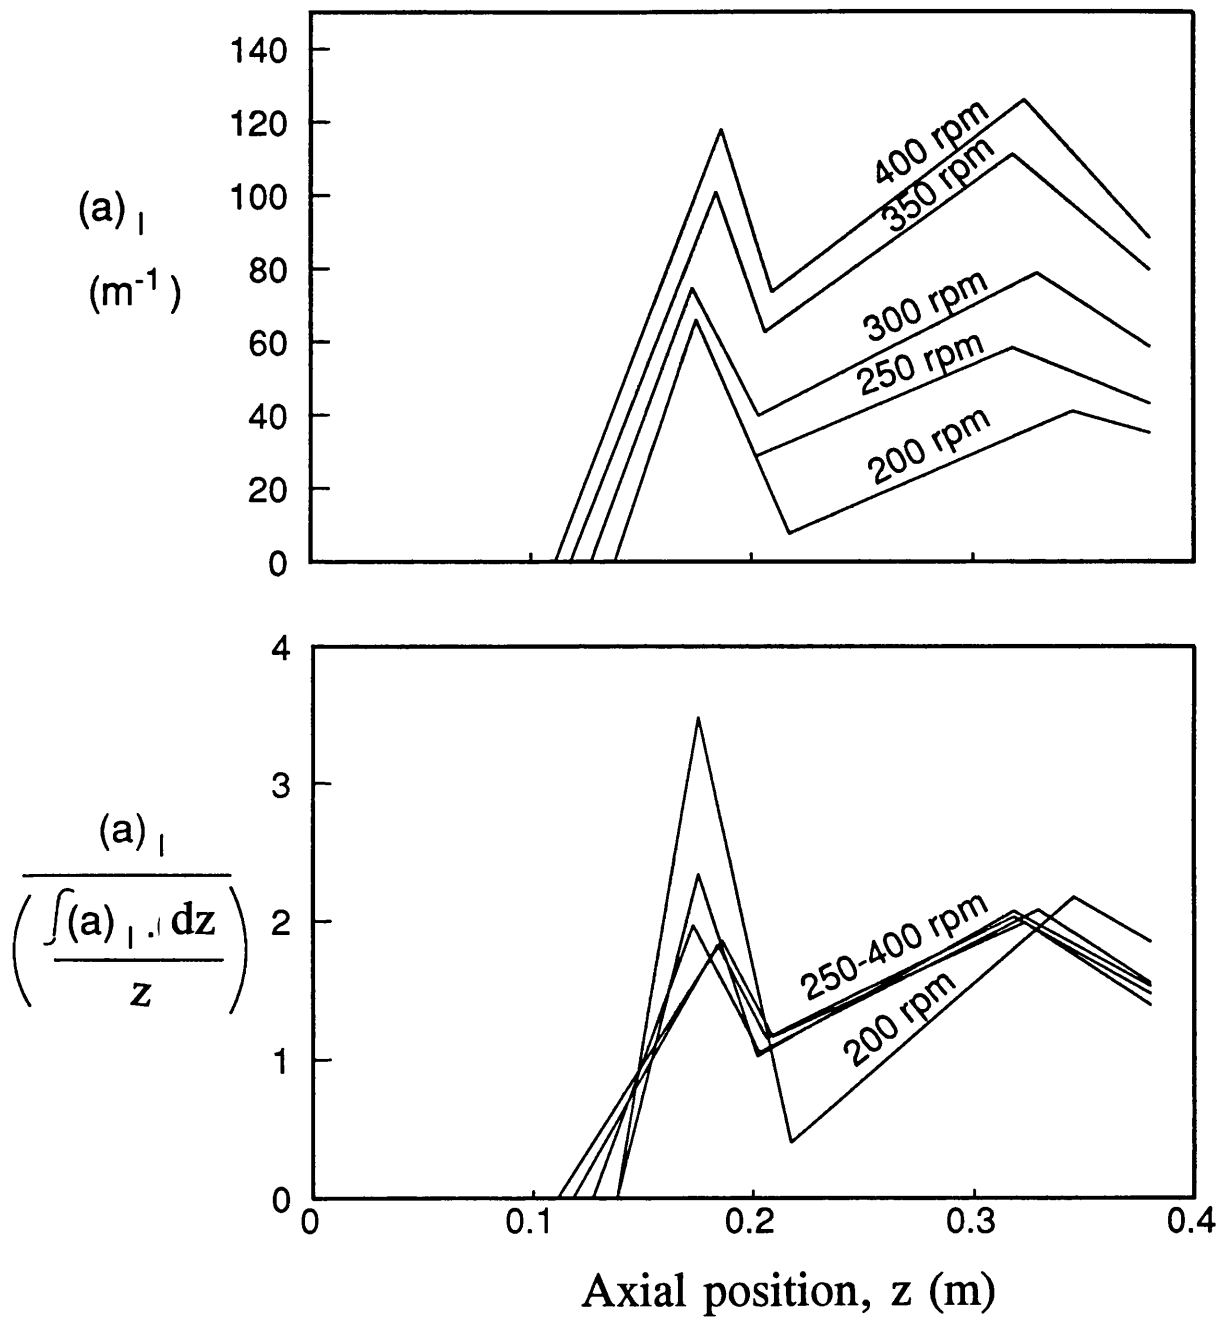 140
120
100
80
60
40
20
0
(a) I
(m-1)
400 rpm
350 rpm
300 rpm
250 rpm
200 rpm
4
3
2
1
0
(a) I
∫(a) I . dz
z
250-400 rpm
200 rpm
0 0.1 0.2 0.3 0.4
Axial position, z (m)